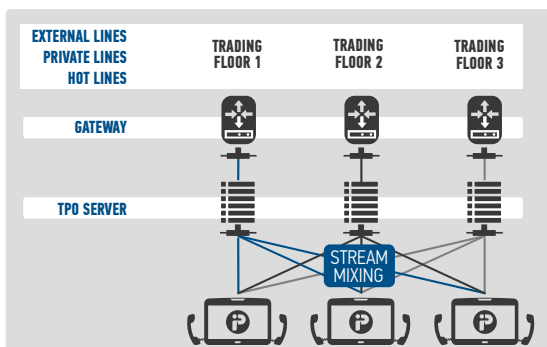 EXTERNAL LINES
PRIVATE LINES
HOT LINES
TRADING
FLOOR 1
TRADING
FLOOR 2
TRADING
FLOOR 3
GATEWAY
TPO SERVER
STREAM
MIXING